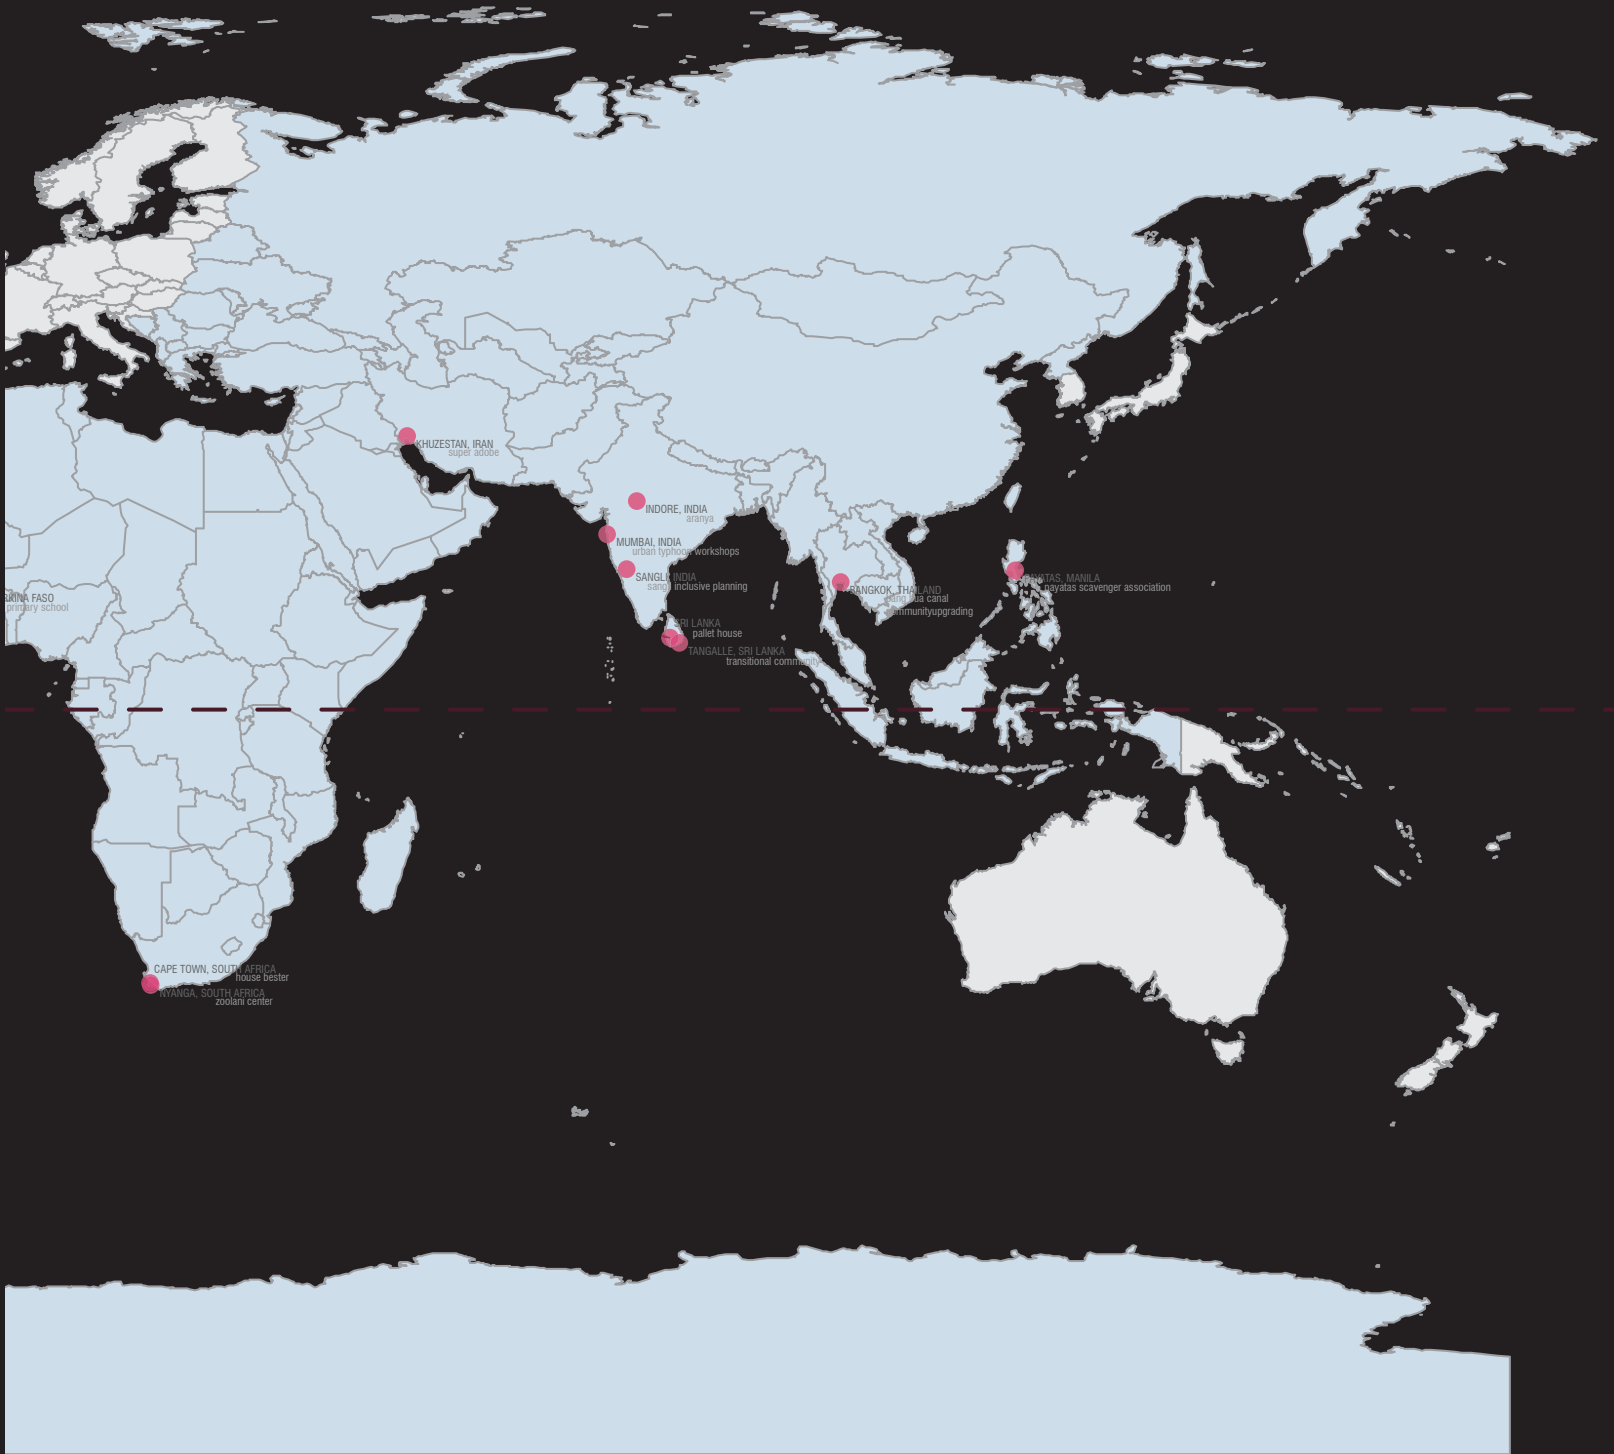 KHUZESTAN, IRAN
super adobe
INDORE, INDIA
aranya
MUMBAI, INDIA
urban typhoon workshops
SANGLI, INDIA
sangli inclusive planning
BANGKOK, THAILAND
bang bua canal
communityupgrading
PAYATAS, MANILA
payatas scavenger association
RKINA FASO
primary school
SRI LANKA
pallet house
TANGALLE, SRI LANKA
transitional community
CAPE TOWN, SOUTH AFRICA
house bester
NYANGA, SOUTH AFRICA
zoolani center